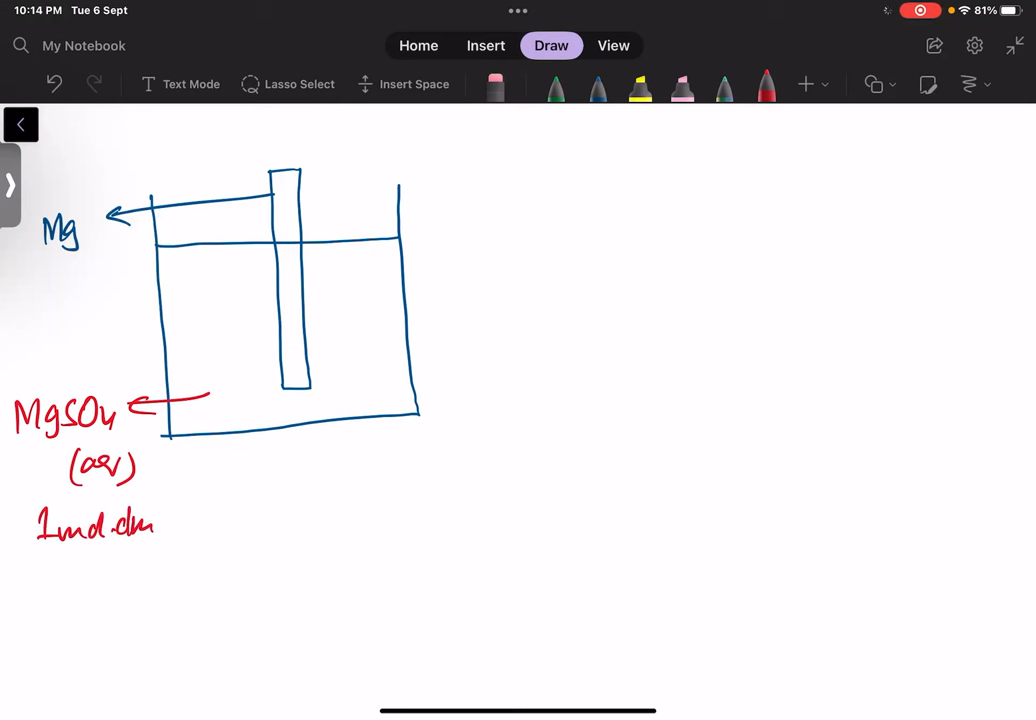 10:14 PM Tue 6 Sep
81%
My Notebook
Home Insert Draw View
Text Mode Lasso Select Insert Space
Mg
MgSO4
(aq)
1mol.dm